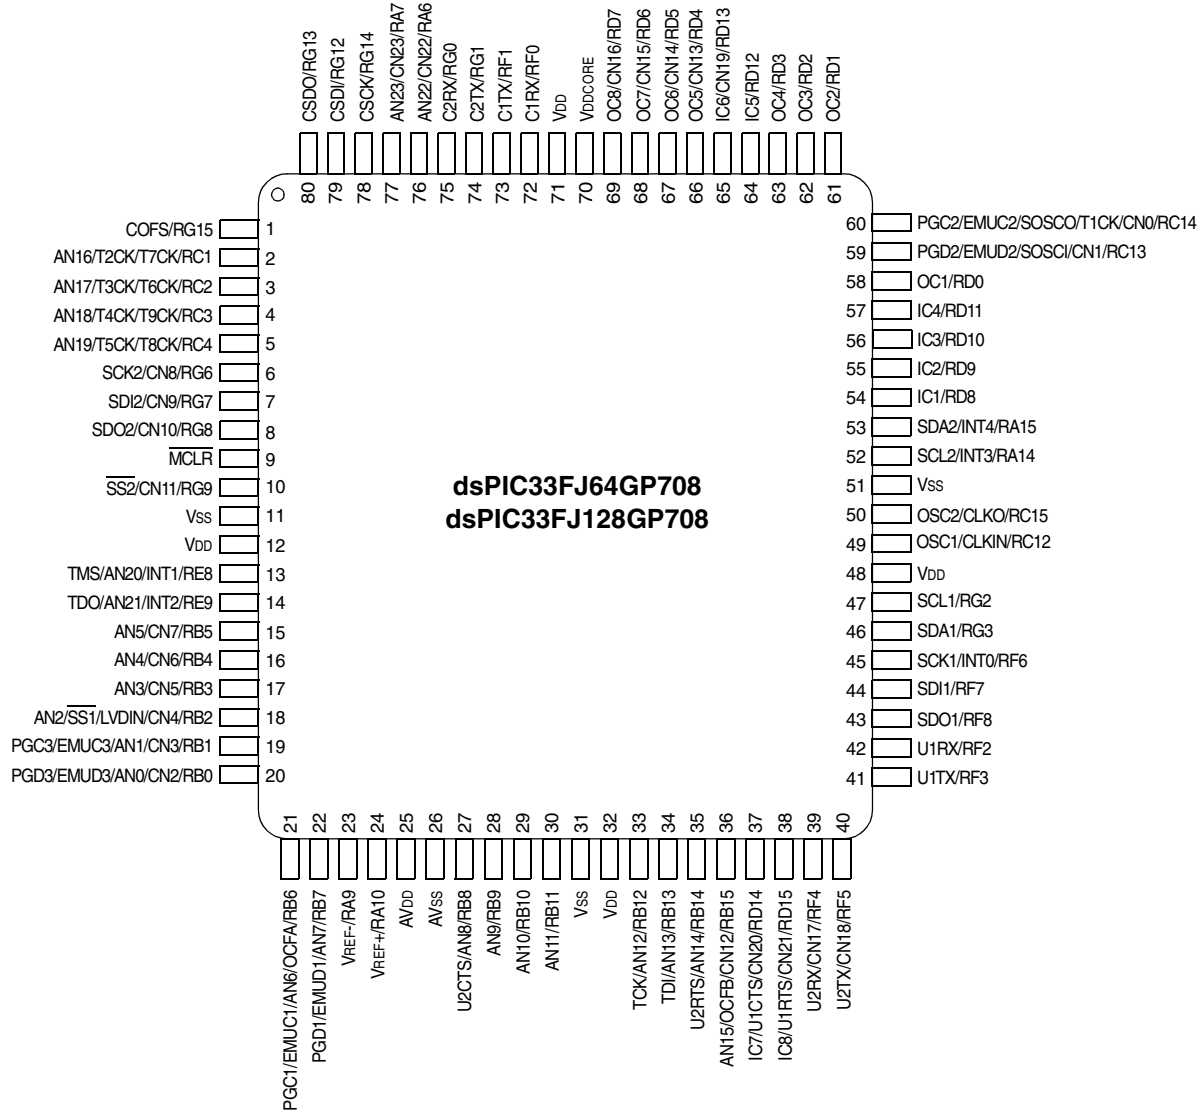 CSDO/RG13
CSDI/RG12
CSCK/RG14
AN23/CN23/RA7
AN22/CN22/RA6
C2RX/RG0
C2TX/RG1
C1TX/RF1
C1RX/RF0
VDD
VDDCORE
OC8/CN16/RD7
OC7/CN15/RD6
OC6/CN14/RD5
OC5/CN13/RD4
IC6/CN19/RD13
IC5/RD12
OC4/RD3
OC3/RD2
OC2/RD1
80 79 78 77 76 75 74 73 72 71 70 69 68 67 66 65 64 63 62 61
COFS/RG15 1
AN16/T2CK/T7CK/RC1 2
AN17/T3CK/T6CK/RC2 3
AN18/T4CK/T9CK/RC3 4
AN19/T5CK/T8CK/RC4 5
SCK2/CN8/RG6 6
SDI2/CN9/RG7 7
SDO2/CN10/RG8 8
MCLR 9
SS2/CN11/RG9 10
VSS 11
VDD 12
TMS/AN20/INT1/RE8 13
TDO/AN21/INT2/RE9 14
AN5/CN7/RB5 15
AN4/CN6/RB4 16
AN3/CN5/RB3 17
AN2/SS1/LVDIN/CN4/RB2 18
PGC3/EMUC3/AN1/CN3/RB1 19
PGD3/EMUD3/AN0/CN2/RB0 20
dsPIC33FJ64GP708
dsPIC33FJ128GP708
60 PGC2/EMUC2/SOSCO/T1CK/CN0/RC14
59 PGD2/EMUD2/SOSCI/CN1/RC13
58 OC1/RD0
57 IC4/RD11
56 IC3/RD10
55 IC2/RD9
54 IC1/RD8
53 SDA2/INT4/RA15
52 SCL2/INT3/RA14
51 VSS
50 OSC2/CLKO/RC15
49 OSC1/CLKIN/RC12
48 VDD
47 SCL1/RG2
46 SDA1/RG3
45 SCK1/INT0/RF6
44 SDI1/RF7
43 SDO1/RF8
42 U1RX/RF2
41 U1TX/RF3
21 22 23 24 25 26 27 28 29 30 31 32 33 34 35 36 37 38 39 40
PGC1/EMUC1/AN6/OCFA/RB6
PGD1/EMUD1/AN7/RB7
VREF-/RA9
VREF+/RA10
AVDD
AVSS
U2CTS/AN8/RB8
AN9/RB9
AN10/RB10
AN11/RB11
VSS
VDD
TCK/AN12/RB12
TDI/AN13/RB13
U2RTS/AN14/RB14
AN15/OCFB/CN12/RB15
IC7/U1CTS/CN20/RD14
IC8/U1RTS/CN21/RD15
U2RX/CN17/RF4
U2TX/CN18/RF5